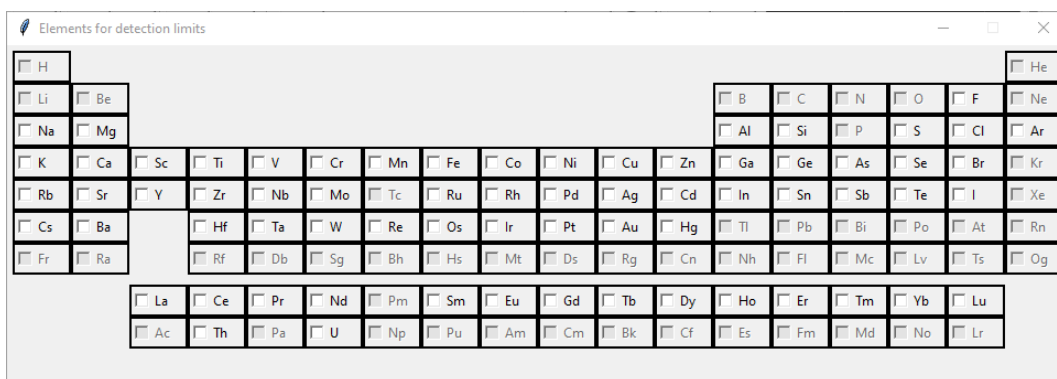 Elements for detection limits
H He
Li Be B C N O F Ne
Na Mg Al Si P S Cl Ar
K Ca Sc Ti V Cr Mn Fe Co Ni Cu Zn Ga Ge As Se Br Kr
Rb Sr Y Zr Nb Mo Tc Ru Rh Pd Ag Cd In Sn Sb Te I Xe
Cs Ba Hf Ta W Re Os Ir Pt Au Hg Tl Pb Bi Po At Rn
Fr Ra Rf Db Sg Bh Hs Mt Ds Rg Cn Nh Fl Mc Lv Ts Og
La Ce Pr Nd Pm Sm Eu Gd Tb Dy Ho Er Tm Yb Lu
Ac Th Pa U Np Pu Am Cm Bk Cf Es Fm Md No Lr